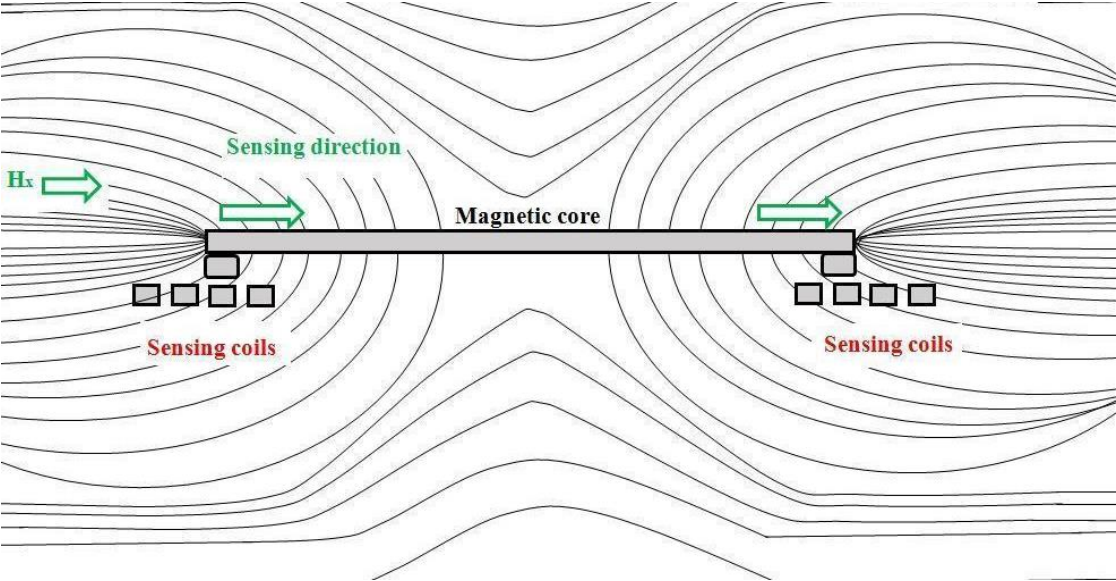 Sensing direction
Hx
Magnetic core
Sensing coils
Sensing coils